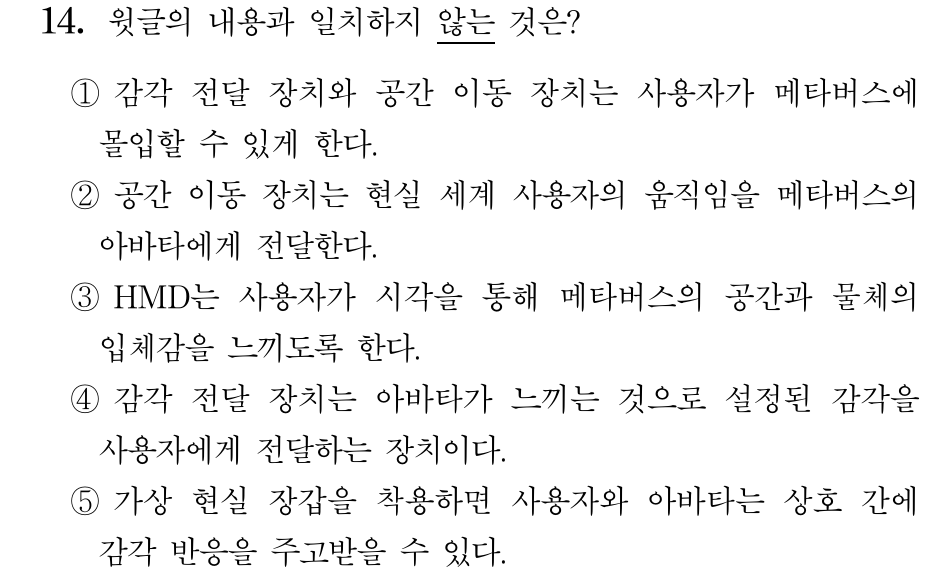 14. 윗글의 내용과 일치하지 않는 것은?
① 감각 전달 장치와 공간 이동 장치는 사용자가 메타버스에
몰입할 수 있게 한다.
② 공간 이동 장치는 현실 세계 사용자의 움직임을 메타버스의
아바타에게 전달한다.
③ HMD는 사용자가 시각을 통해 메타버스의 공간과 물체의
입체감을 느끼도록 한다.
④ 감각 전달 장치는 아바타가 느끼는 것으로 설정된 감각을
사용자에게 전달하는 장치이다.
⑤ 가상 현실 장갑을 착용하면 사용자와 아바타는 상호 간에
감각 반응을 주고받을 수 있다.